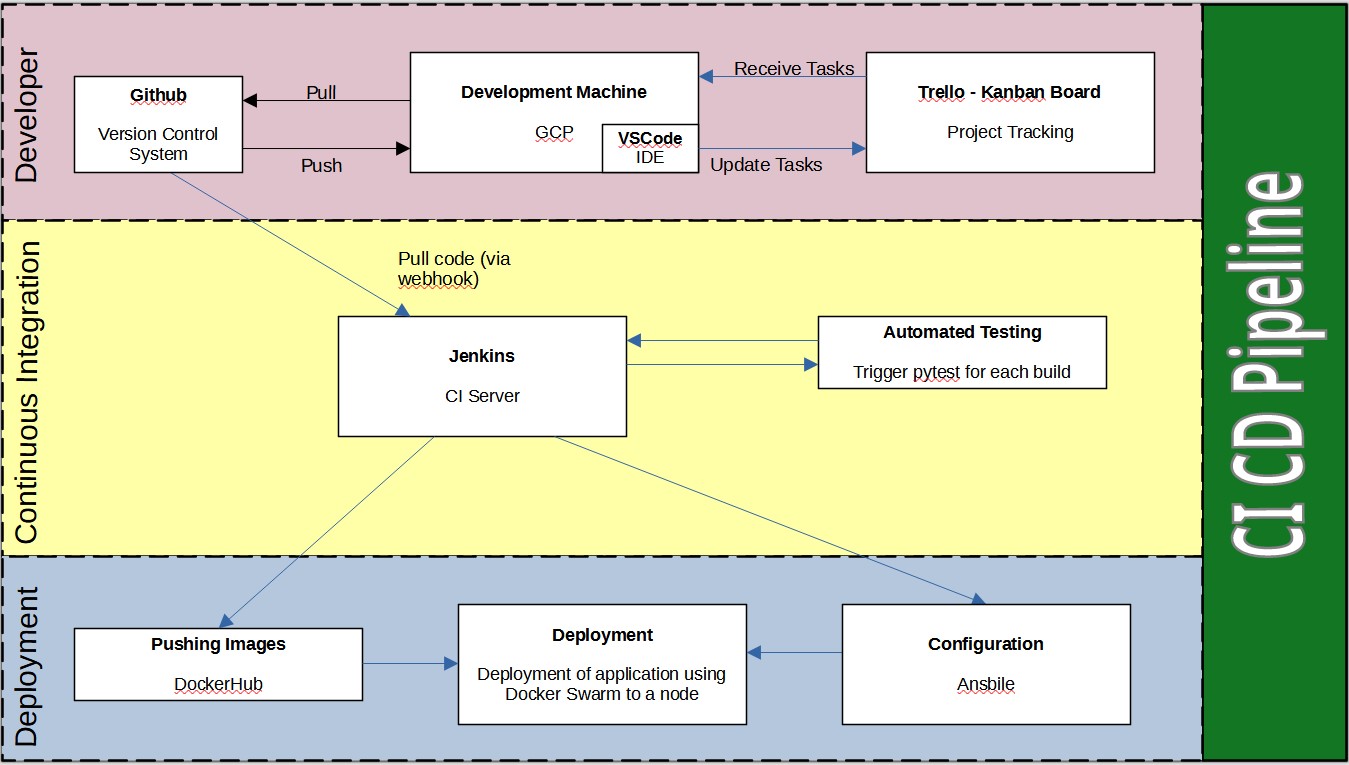 Developer
Github
Version Control
System
Pull
Push
Development Machine
GCP
VSCode
IDE
Receive Tasks
Update Tasks
Trello - Kanban Board
Project Tracking
Continuous Integration
Pull code (via
webhook)
Jenkins
CI Server
Automated Testing
Trigger pytest for each build
Deployment
Pushing Images
DockerHub
Deployment
Deployment of application using
Docker Swarm to a node
Configuration
Ansbile
CI CD Pipeline